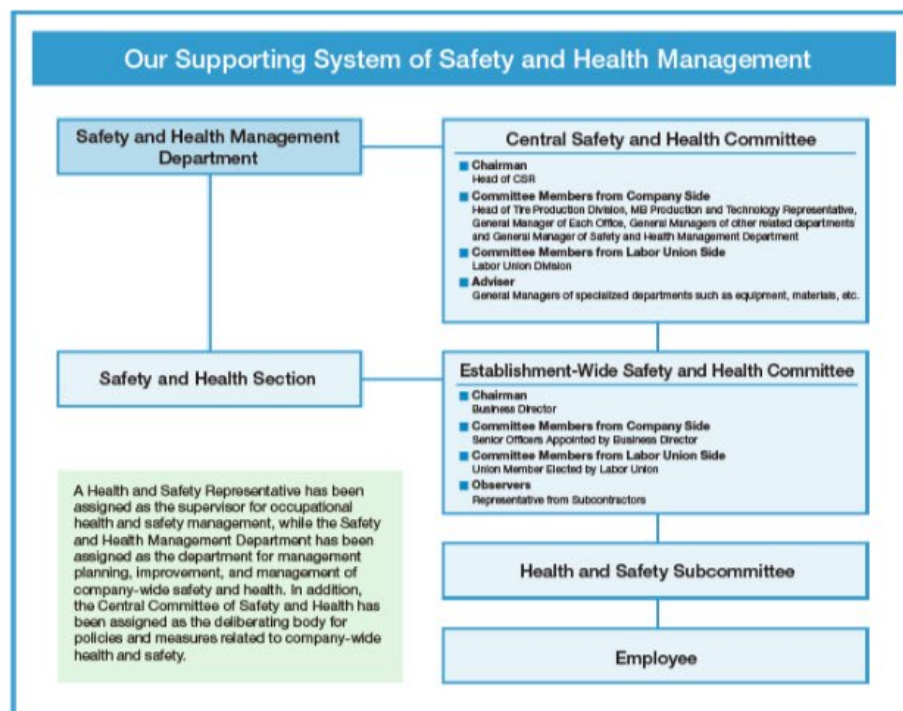 Our Supporting System of Safety and Health Management
Safety and Health Management
Department
Central Safety and Health Committee
■ Chairman
Head of CSR
■ Committee Members from Company Side
Head of Tire Production Division, MB Production and Technology Representative,
General Manager of Each Office, General Managers of other related departments
and General Manager of Safety and Health Management Department
■ Committee Members from Labor Union Side
Labor Union Division
■ Adviser
General Managers of specialized departments such as equipment, materials, etc.
Safety and Health Section
Establishment-Wide Safety and Health Committee
■ Chairman
Business Director
■ Committee Members from Company Side
Senior Officers Appointed by Business Director
■ Committee Members from Labor Union Side
Union Member Elected by Labor Union
■ Observers
Representative from Subcontractors
A Health and Safety Representative has been
assigned as the supervisor for occupational
health and safety management, while the Safety
and Health Management Department has been
assigned as the department for management
planning, improvement, and management of
company-wide safety and health. In addition,
the Central Committee of Safety and Health has
been assigned as the deliberating body for
policies and measures related to company-wide
health and safety.
Health and Safety Subcommittee
Employee